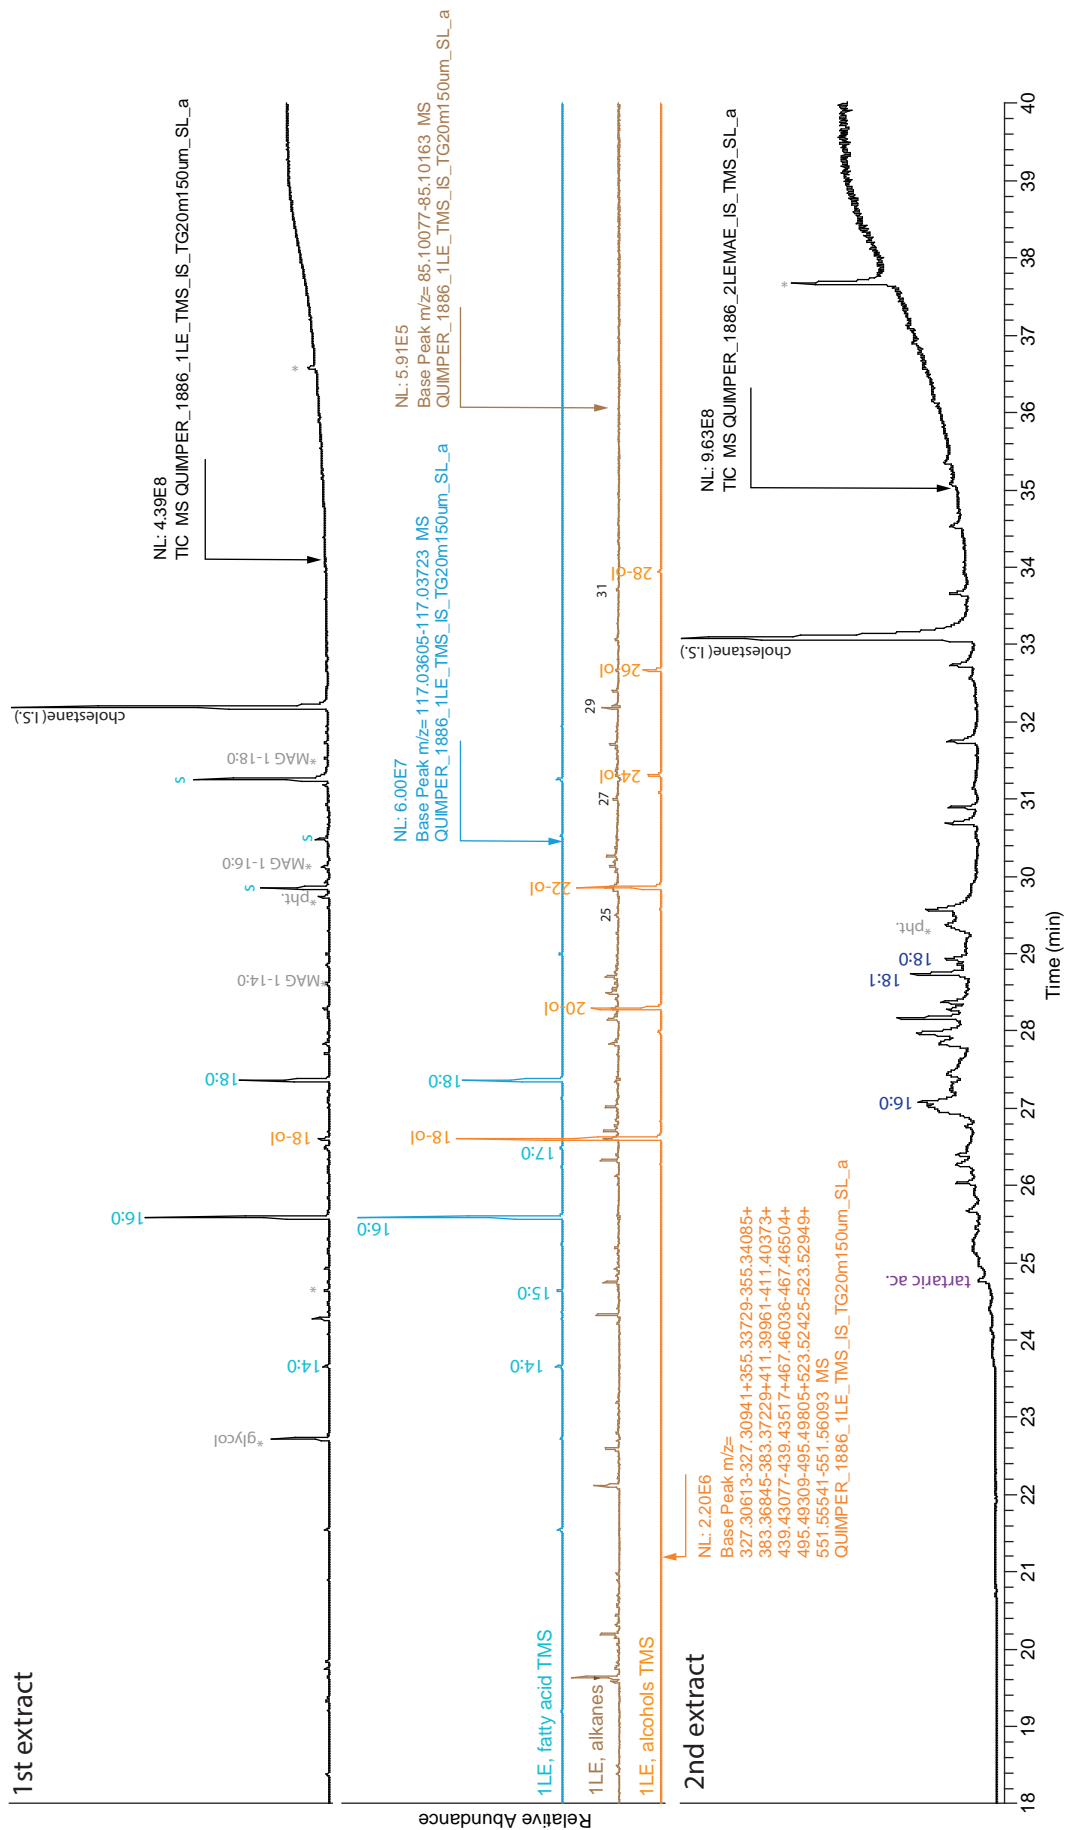 1st extract
NL: 4.39E8
TIC MS QUIMPER_1886_1LE_TMS_IS_TG20m150um_SL_a
*glycol
14:0
*
16:0
18-ol
18:0
*MAG 1-14:0
*pht.
s
*MAG 1-16:0
s
s
*MAG 1-18:0
cholestane (I.S.)
*
Relative Abundance
NL: 6.00E7
Base Peak m/z= 117.03605-117.03723 MS
QUIMPER_1886_1LE_TMS_IS_TG20m150um_SL_a
NL: 5.91E5
Base Peak m/z= 85.10077-85.10163 MS
QUIMPER_1886_1LE_TMS_IS_TG20m150um_SL_a
1LE, fatty acid TMS
14:0
15:0
16:0
17:0
18:0
1LE, alkanes
25
27
29
31
1LE, alcohols TMS
18-ol
20-ol
22-ol
24-ol
26-ol
28-ol
NL: 2.20E6
Base Peak m/z=
327.30613-327.30941+355.33729-355.34085+
383.36845-383.37229+411.39961-411.40373+
439.43077-439.43517+467.46036-467.46504+
495.49309-495.49805+523.52425-523.52949+
551.55541-551.56093 MS
QUIMPER_1886_1LE_TMS_IS_TG20m150um_SL_a
2nd extract
NL: 9.63E8
TIC MS QUIMPER_1886_2LEMAE_IS_TMS_SL_a
tartaric ac.
16:0
18:1
18:0
*pht.
cholestane (I.S.)
*
18 19 20 21 22 23 24 25 26 27 28 29 30 31 32 33 34 35 36 37 38 39 40
Time (min)